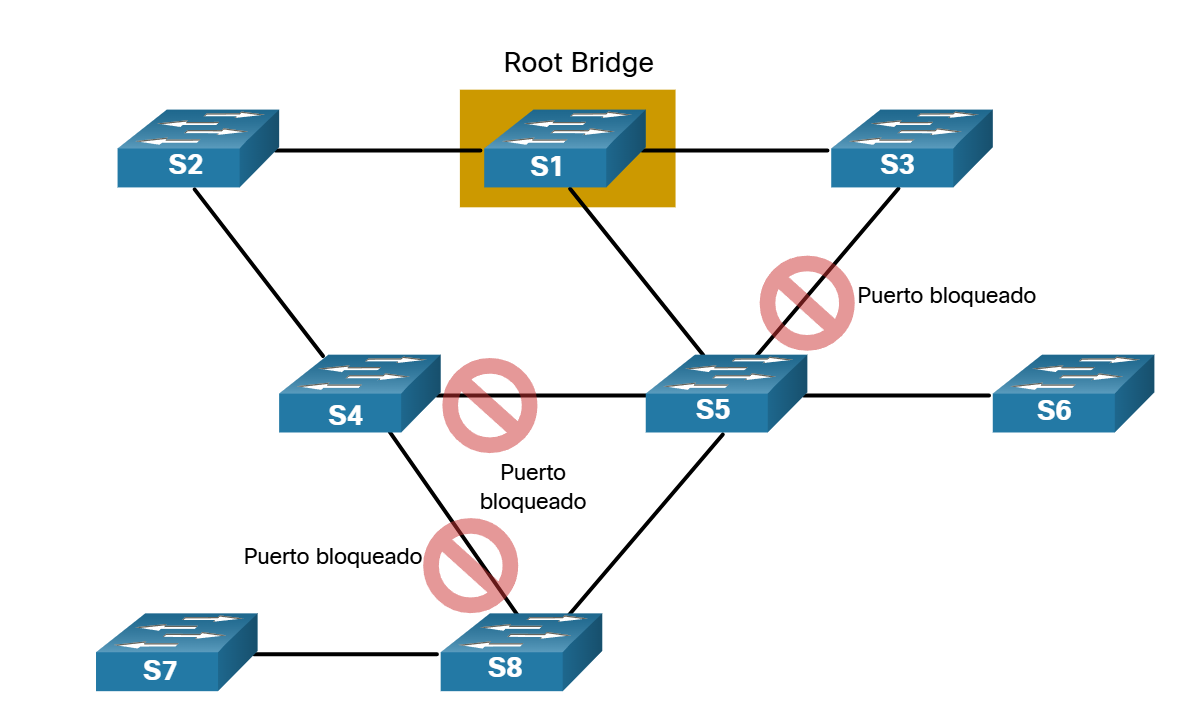 Root Bridge
S2
S1
S3
Puerto bloqueado
S4
S5
S6
Puerto
bloqueado
Puerto bloqueado
S7
S8